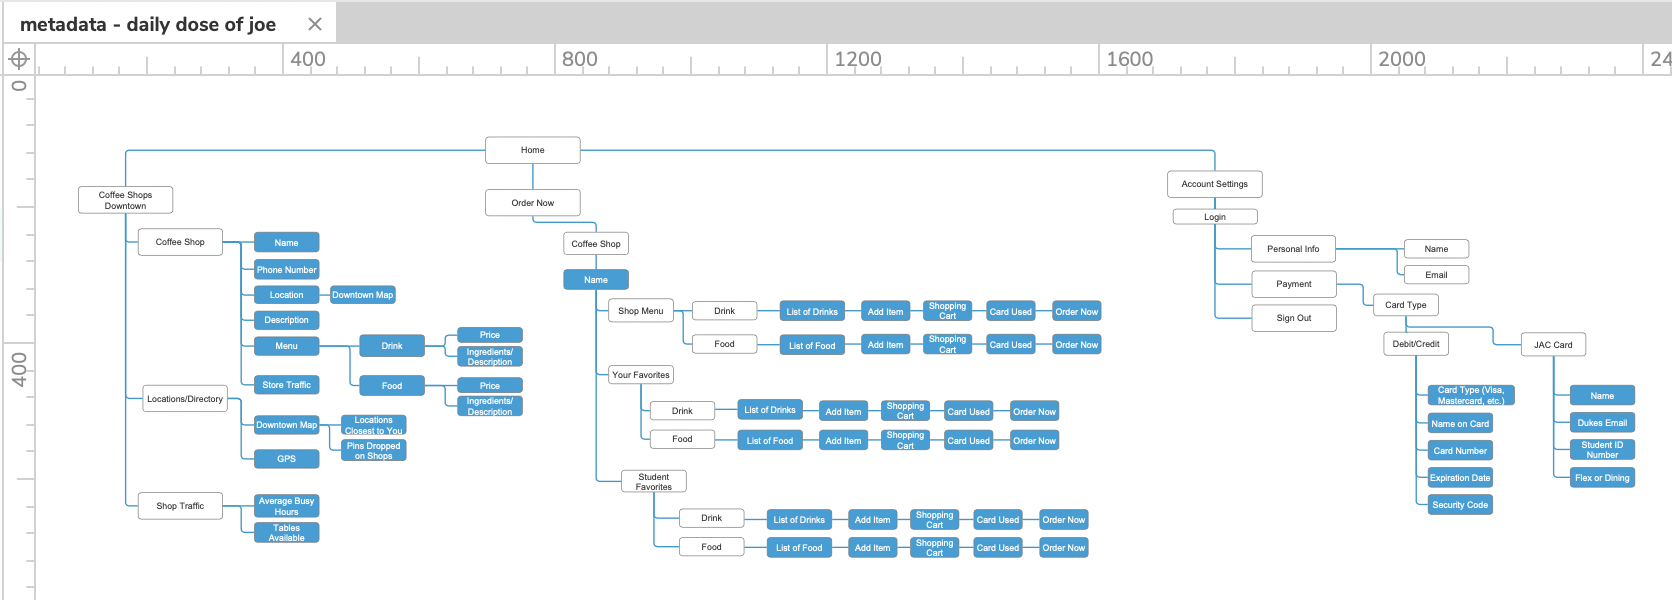 metadata - daily dose of joe
400
800
1200
1600
2000
24
0
400
Home
Coffee Shops
Downtown
Order Now
Account Settings
Login
Coffee Shop
Name
Phone Number
Location
Downtown Map
Description
Menu
Drink
Price
Ingredients/
Description
Food
Price
Ingredients/
Description
Store Traffic
Locations/Directory
Downtown Map
Locations
Closest to You
Pins Dropped
on Shops
GPS
Shop Traffic
Average Busy
Hours
Tables
Available
Coffee Shop
Name
Shop Menu
Drink
List of Drinks
Add Item
Shopping
Cart
Card Used
Order Now
Food
List of Food
Add Item
Shopping
Cart
Card Used
Order Now
Your Favorites
Drink
List of Drinks
Add Item
Shopping
Cart
Card Used
Order Now
Food
List of Food
Add Item
Shopping
Cart
Card Used
Order Now
Student
Favorites
Drink
List of Drinks
Add Item
Shopping
Cart
Card Used
Order Now
Food
List of Food
Add Item
Shopping
Cart
Card Used
Order Now
Personal Info
Name
Email
Payment
Card Type
Sign Out
Debit/Credit
JAC Card
Card Type (Visa,
Mastercard, etc.)
Name on Card
Card Number
Expiration Date
Security Code
Name
Dukes Email
Student ID
Number
Flex or Dining